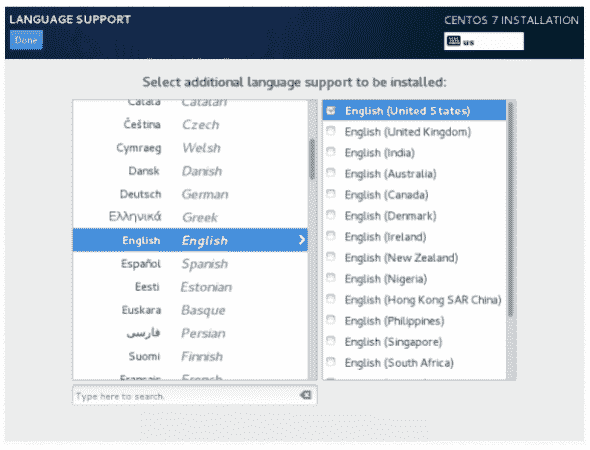 LANGUAGE SUPPORT
CENTOS 7 INSTALLATION
Done
us
Select additional language support to be installed:
Català Catalan
Čeština Czech
Cymraeg Welsh
Dansk Danish
Deutsch German
Ελληνικά Greek
English English
Español Spanish
Eesti Estonian
Euskara Basque
فارسی Persian
Suomi Finnish
Français French
English (United States)
English (United Kingdom)
English (India)
English (Australia)
English (Canada)
English (Denmark)
English (Ireland)
English (New Zealand)
English (Nigeria)
English (Hong Kong SAR China)
English (Philippines)
English (Singapore)
English (South Africa)
Type here to search.